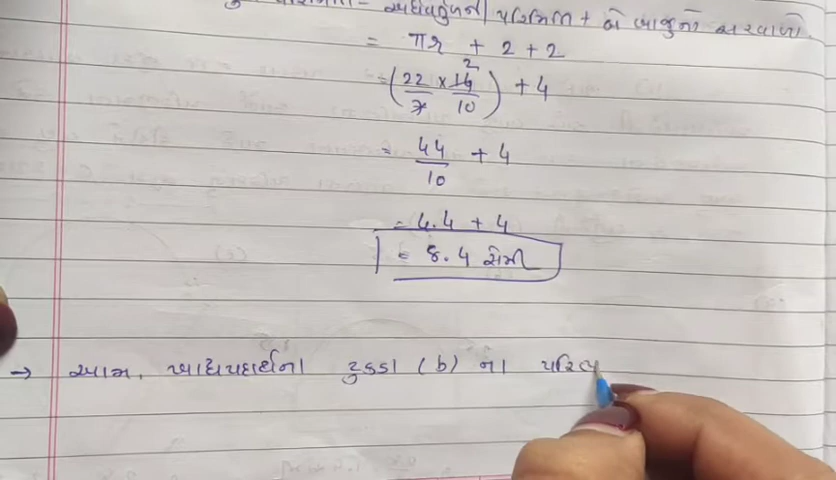 અર્ધવર્તુળની પરિમિતિ + બે બાજુનો સરવાળો.
= πr + 2 + 2
= (22/7 × 14/10) + 4 2
= 44/10 + 4
= 4.4 + 4
= 8.4 સેમી
→ આમ, ખાદ્યપદાર્થના ટુકડા (b) ના પરિ